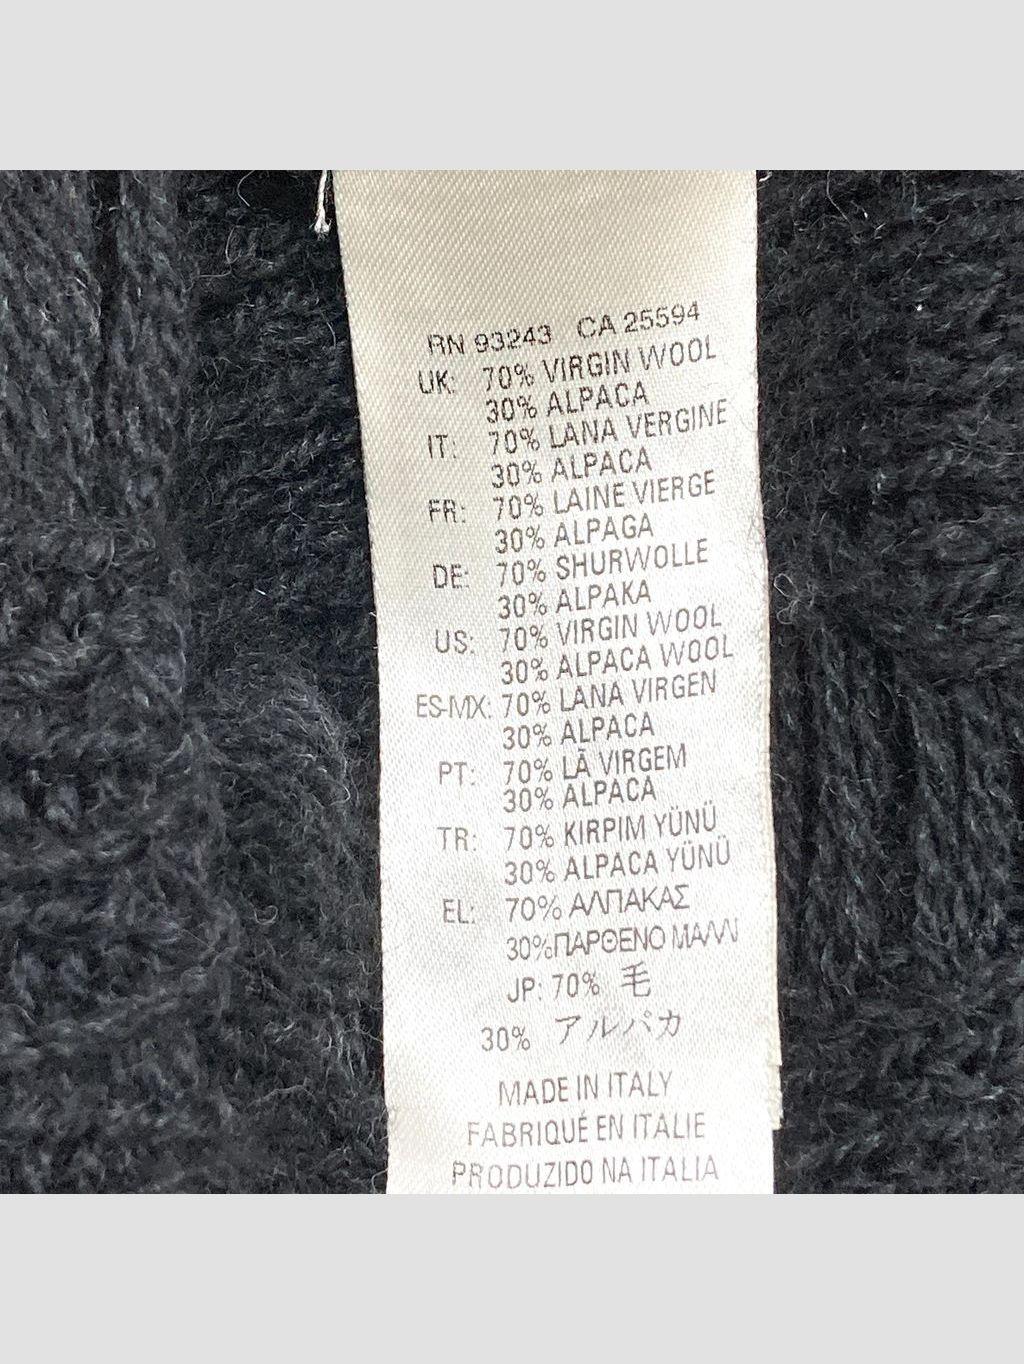 RN 93243 CA 25594
UK: 70% VIRGIN WOOL
30% ALPACA
IT: 70% LANA VERGINE
30% ALPACA
FR: 70% LAINE VIERGE
30% ALPAGA
DE: 70% SHURWOLLE
30% ALPAKA
US: 70% VIRGIN WOOL
30% ALPACA WOOL
ES-MX: 70% LANA VIRGEN
30% ALPACA
PT: 70% LÃ VIRGEM
30% ALPACA
TR: 70% KIRPIM YÜNÜ
30% ALPACA YÜNÜ
EL: 70% ΑΛΠΑΚΑΣ
30% ΠΑΡΘΕΝΟ ΜΑΛΛΙ
JP: 70% 毛
30% アルパカ
MADE IN ITALY
FABRIQUÉ EN ITALIE
PRODUZIDO NA ITALIA